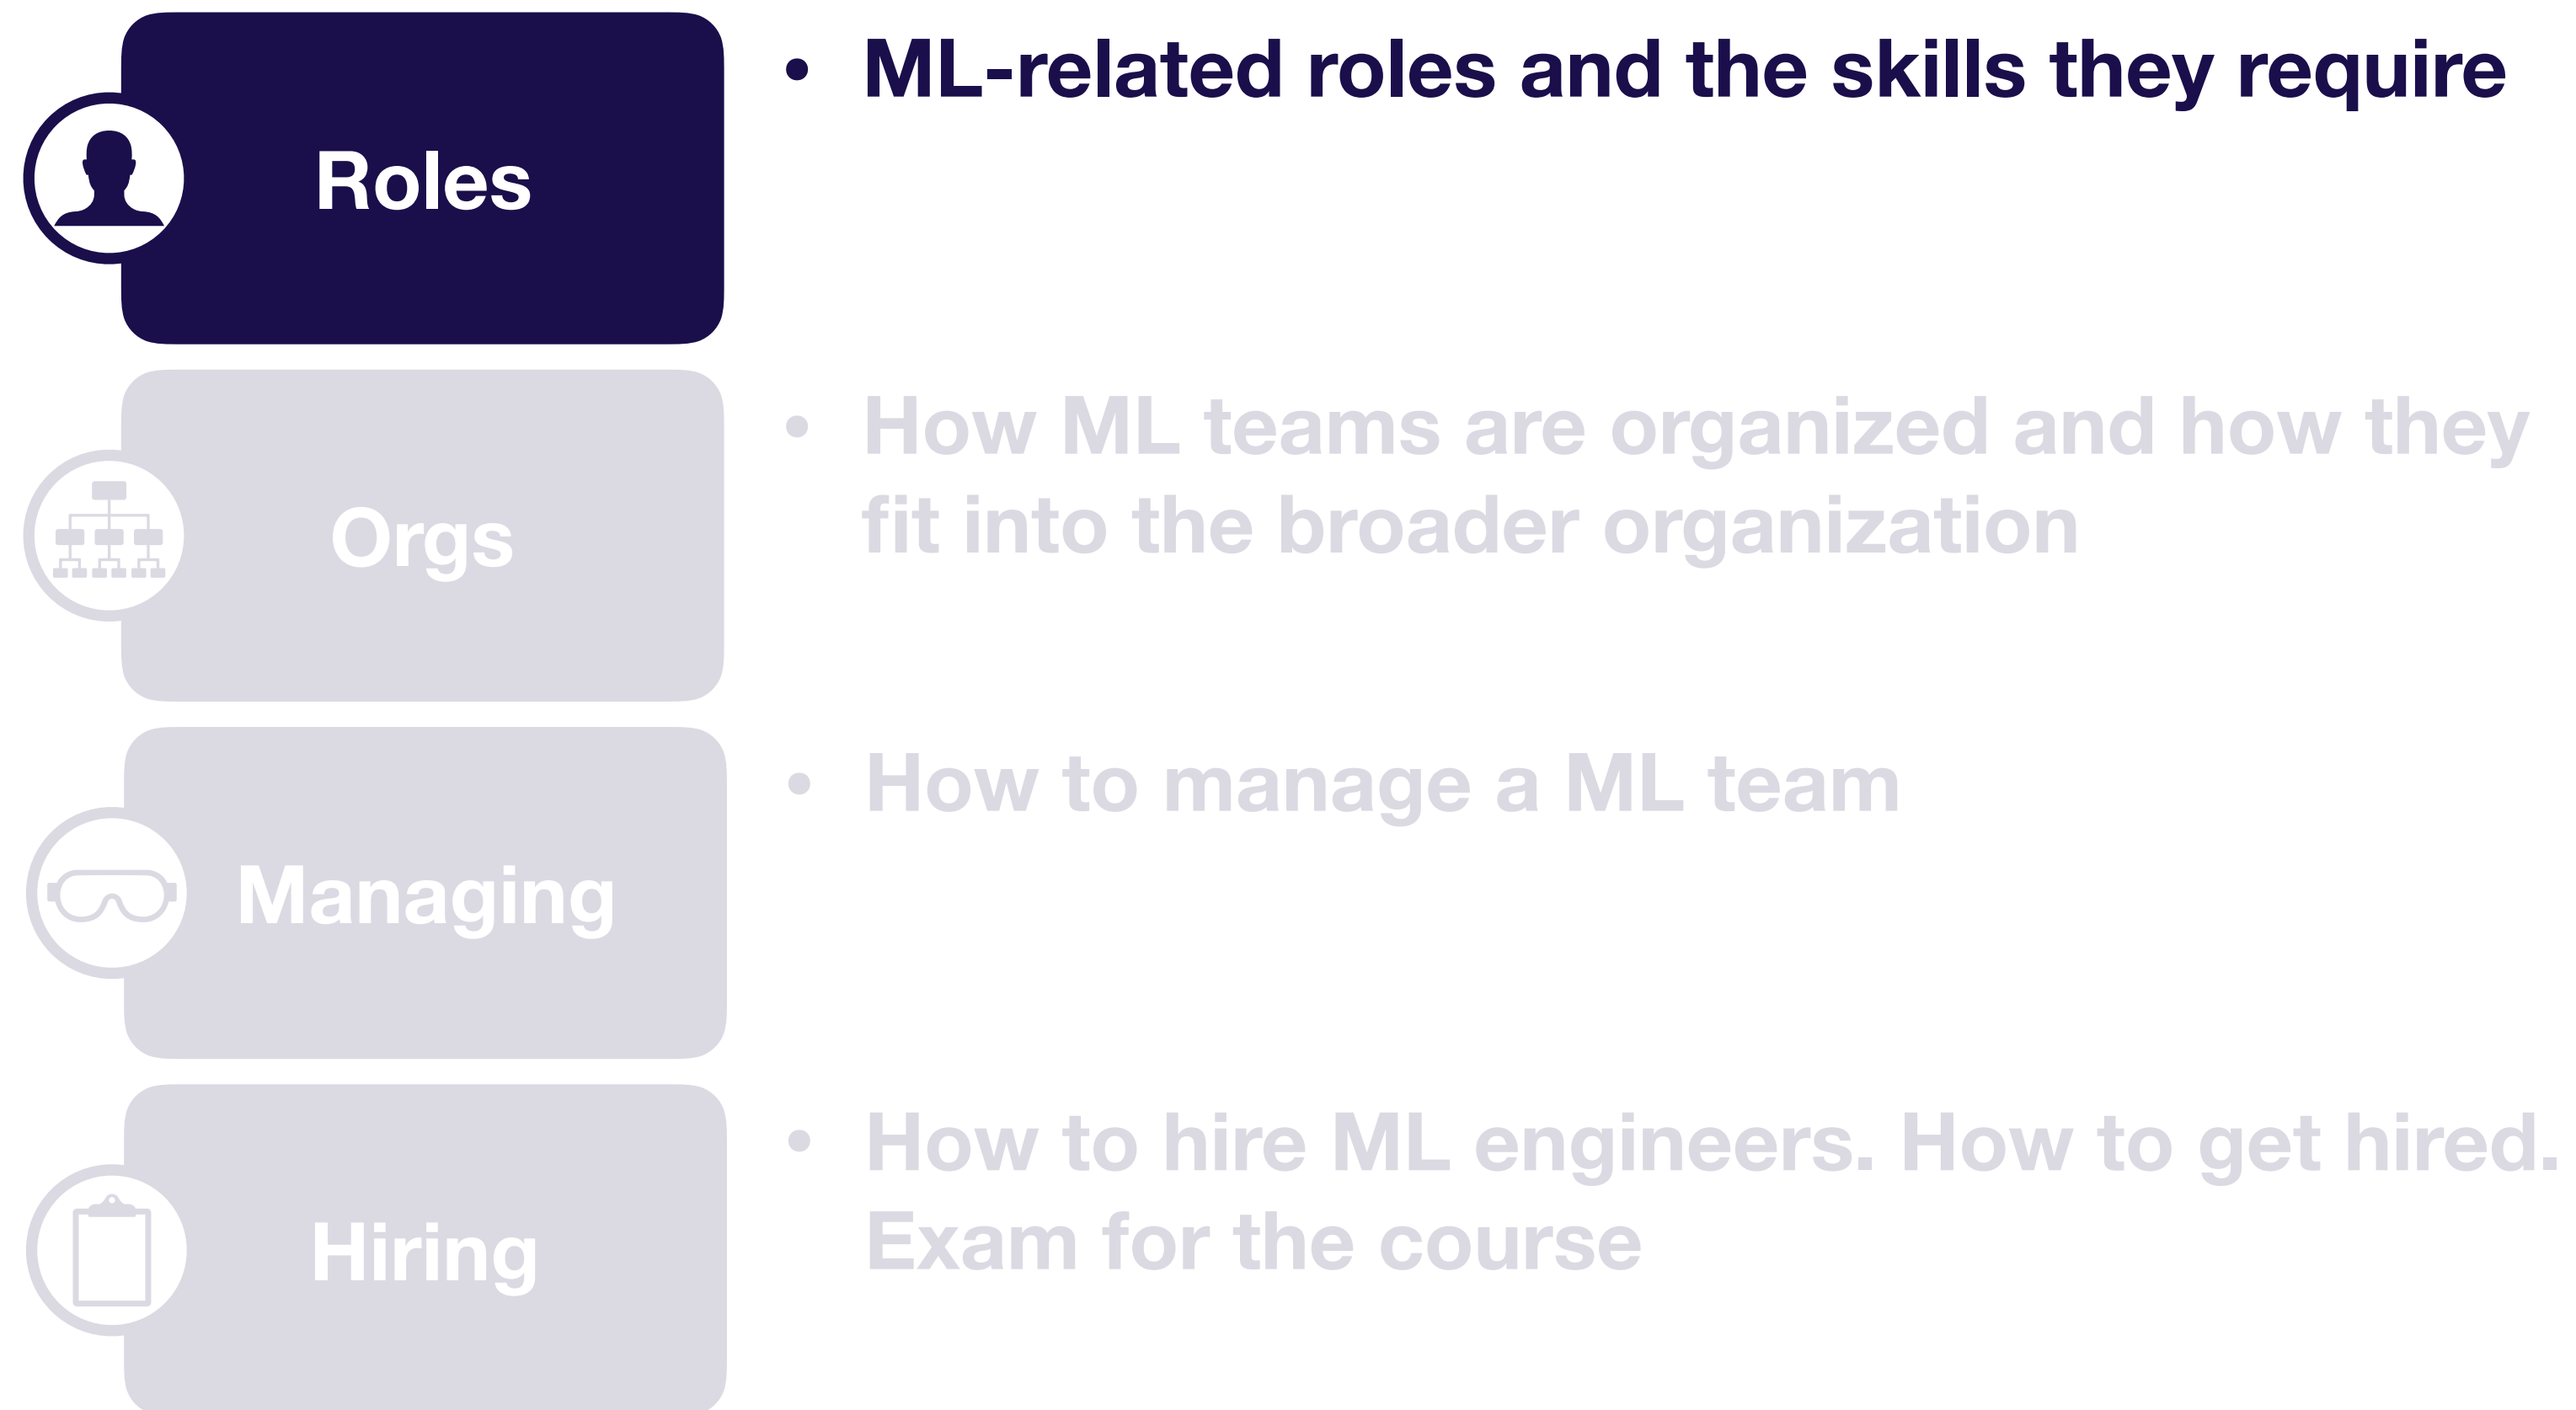 Roles
• ML-related roles and the skills they require
Orgs
• How ML teams are organized and how they
fit into the broader organization
Managing
• How to manage a ML team
Hiring
• How to hire ML engineers. How to get hired.
Exam for the course